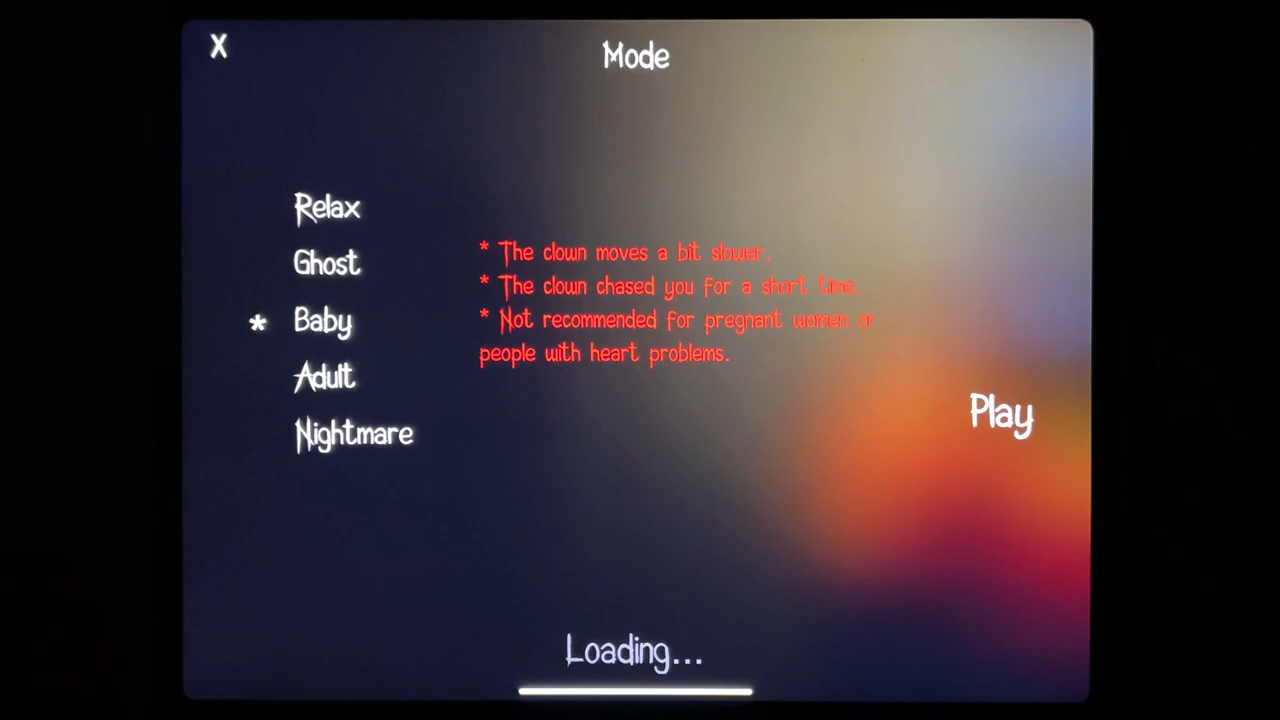 X
Mode
Relax
Ghost
* Baby
Adult
Nightmare
* The clown moves a bit slower.
* The clown chased you for a short time.
* Not recommended for pregnant women or
people with heart problems.
Play
Loading...